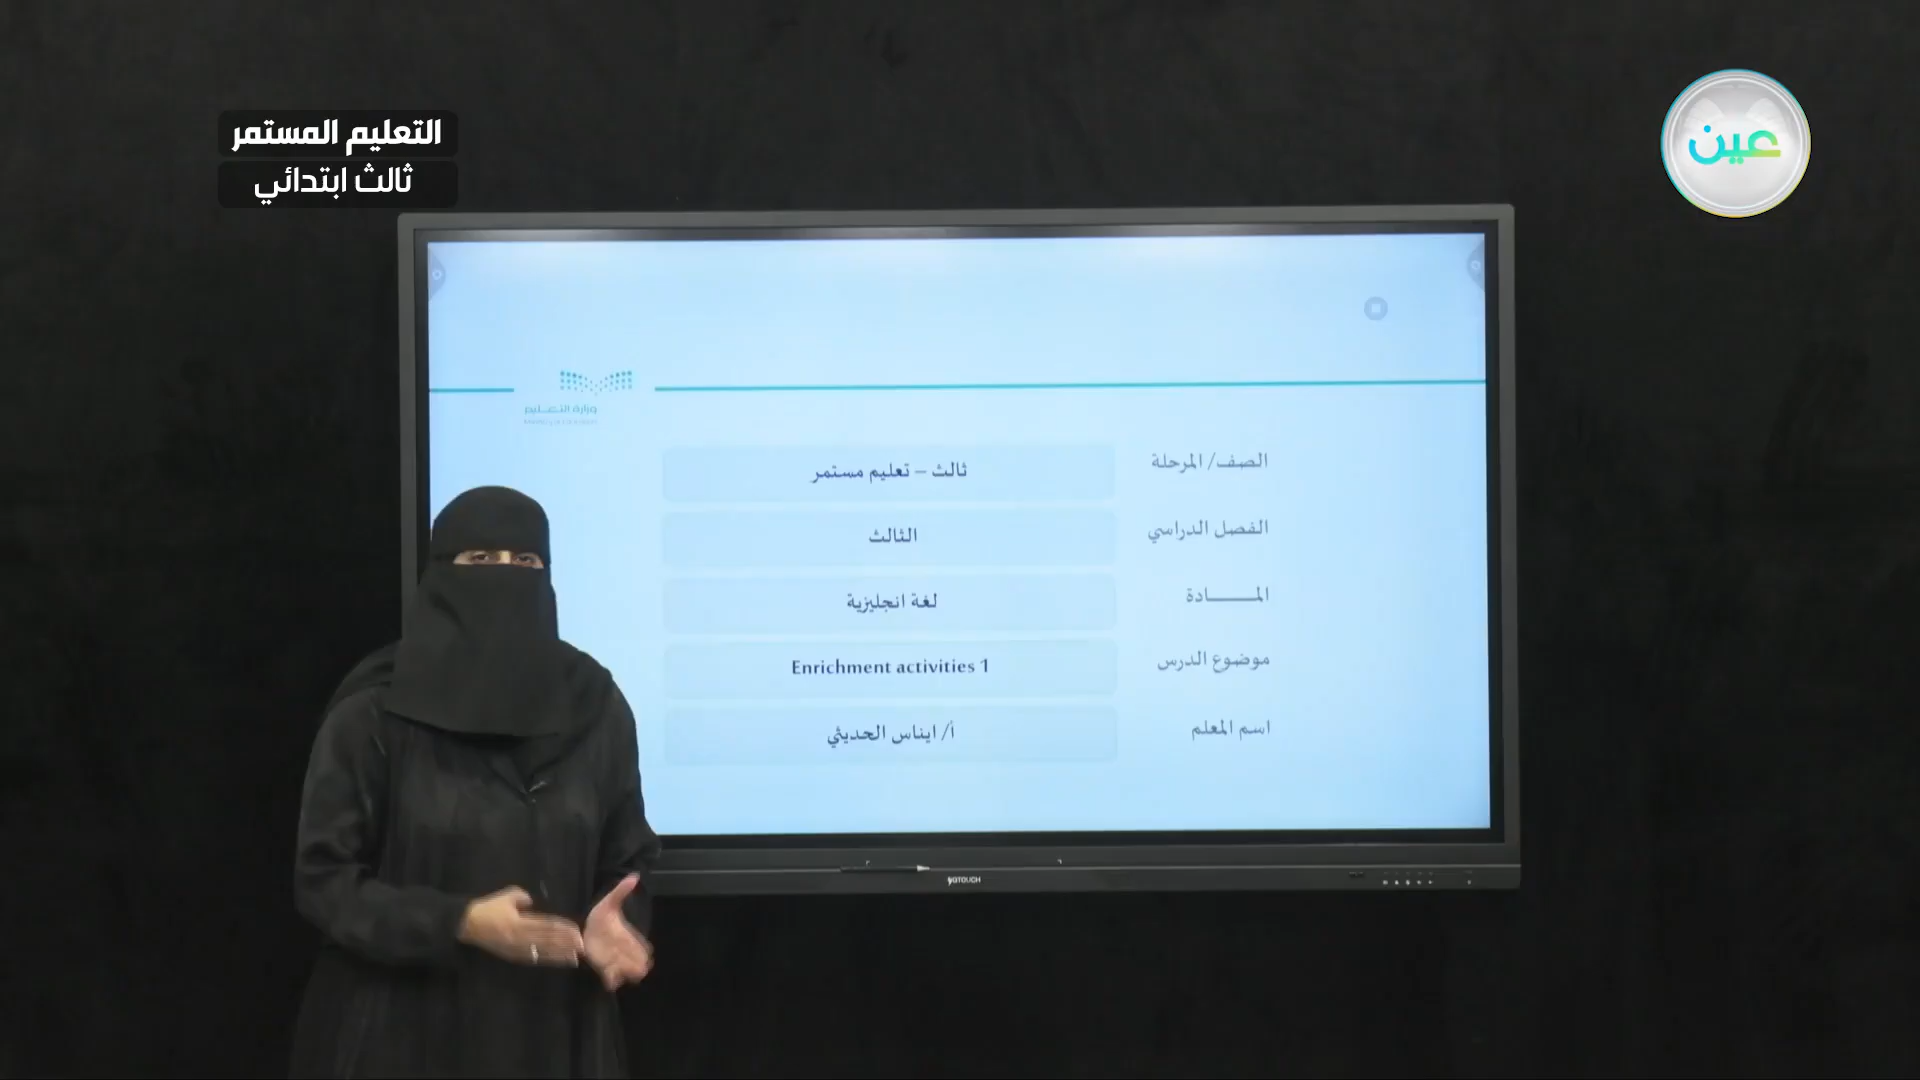 التعليم المستمر
ثالث ابتدائي
عين
وزارة التعليم
الصف/ المرحلة
ثالث – تعليم مستمر
الفصل الدراسي
الثالث
المـــــــادة
لغة انجليزية
موضوع الدرس
Enrichment activities 1
اسم المعلم
أ/ ايناس الحديثي